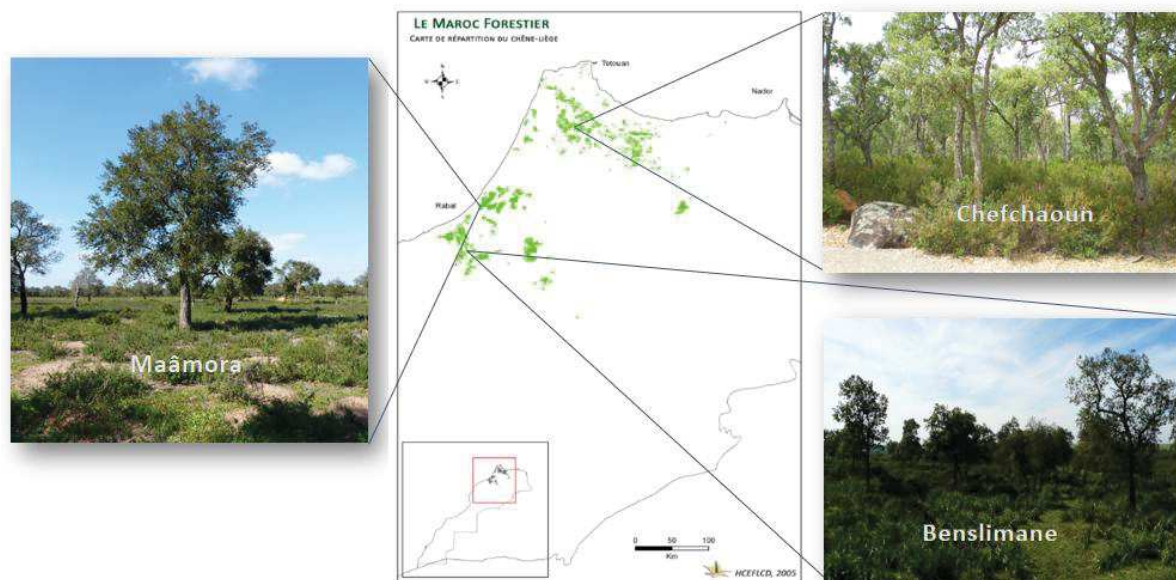 LE MAROC FORESTIER
CARTE DE RÉPARTITION DU CHÊNE-LIÈGE
N
W
E
S
Tetouan
Nador
Rabat
Maâmora
Chefchaoun
Benslimane
0 50 100
Km
HCEFLCD, 2005